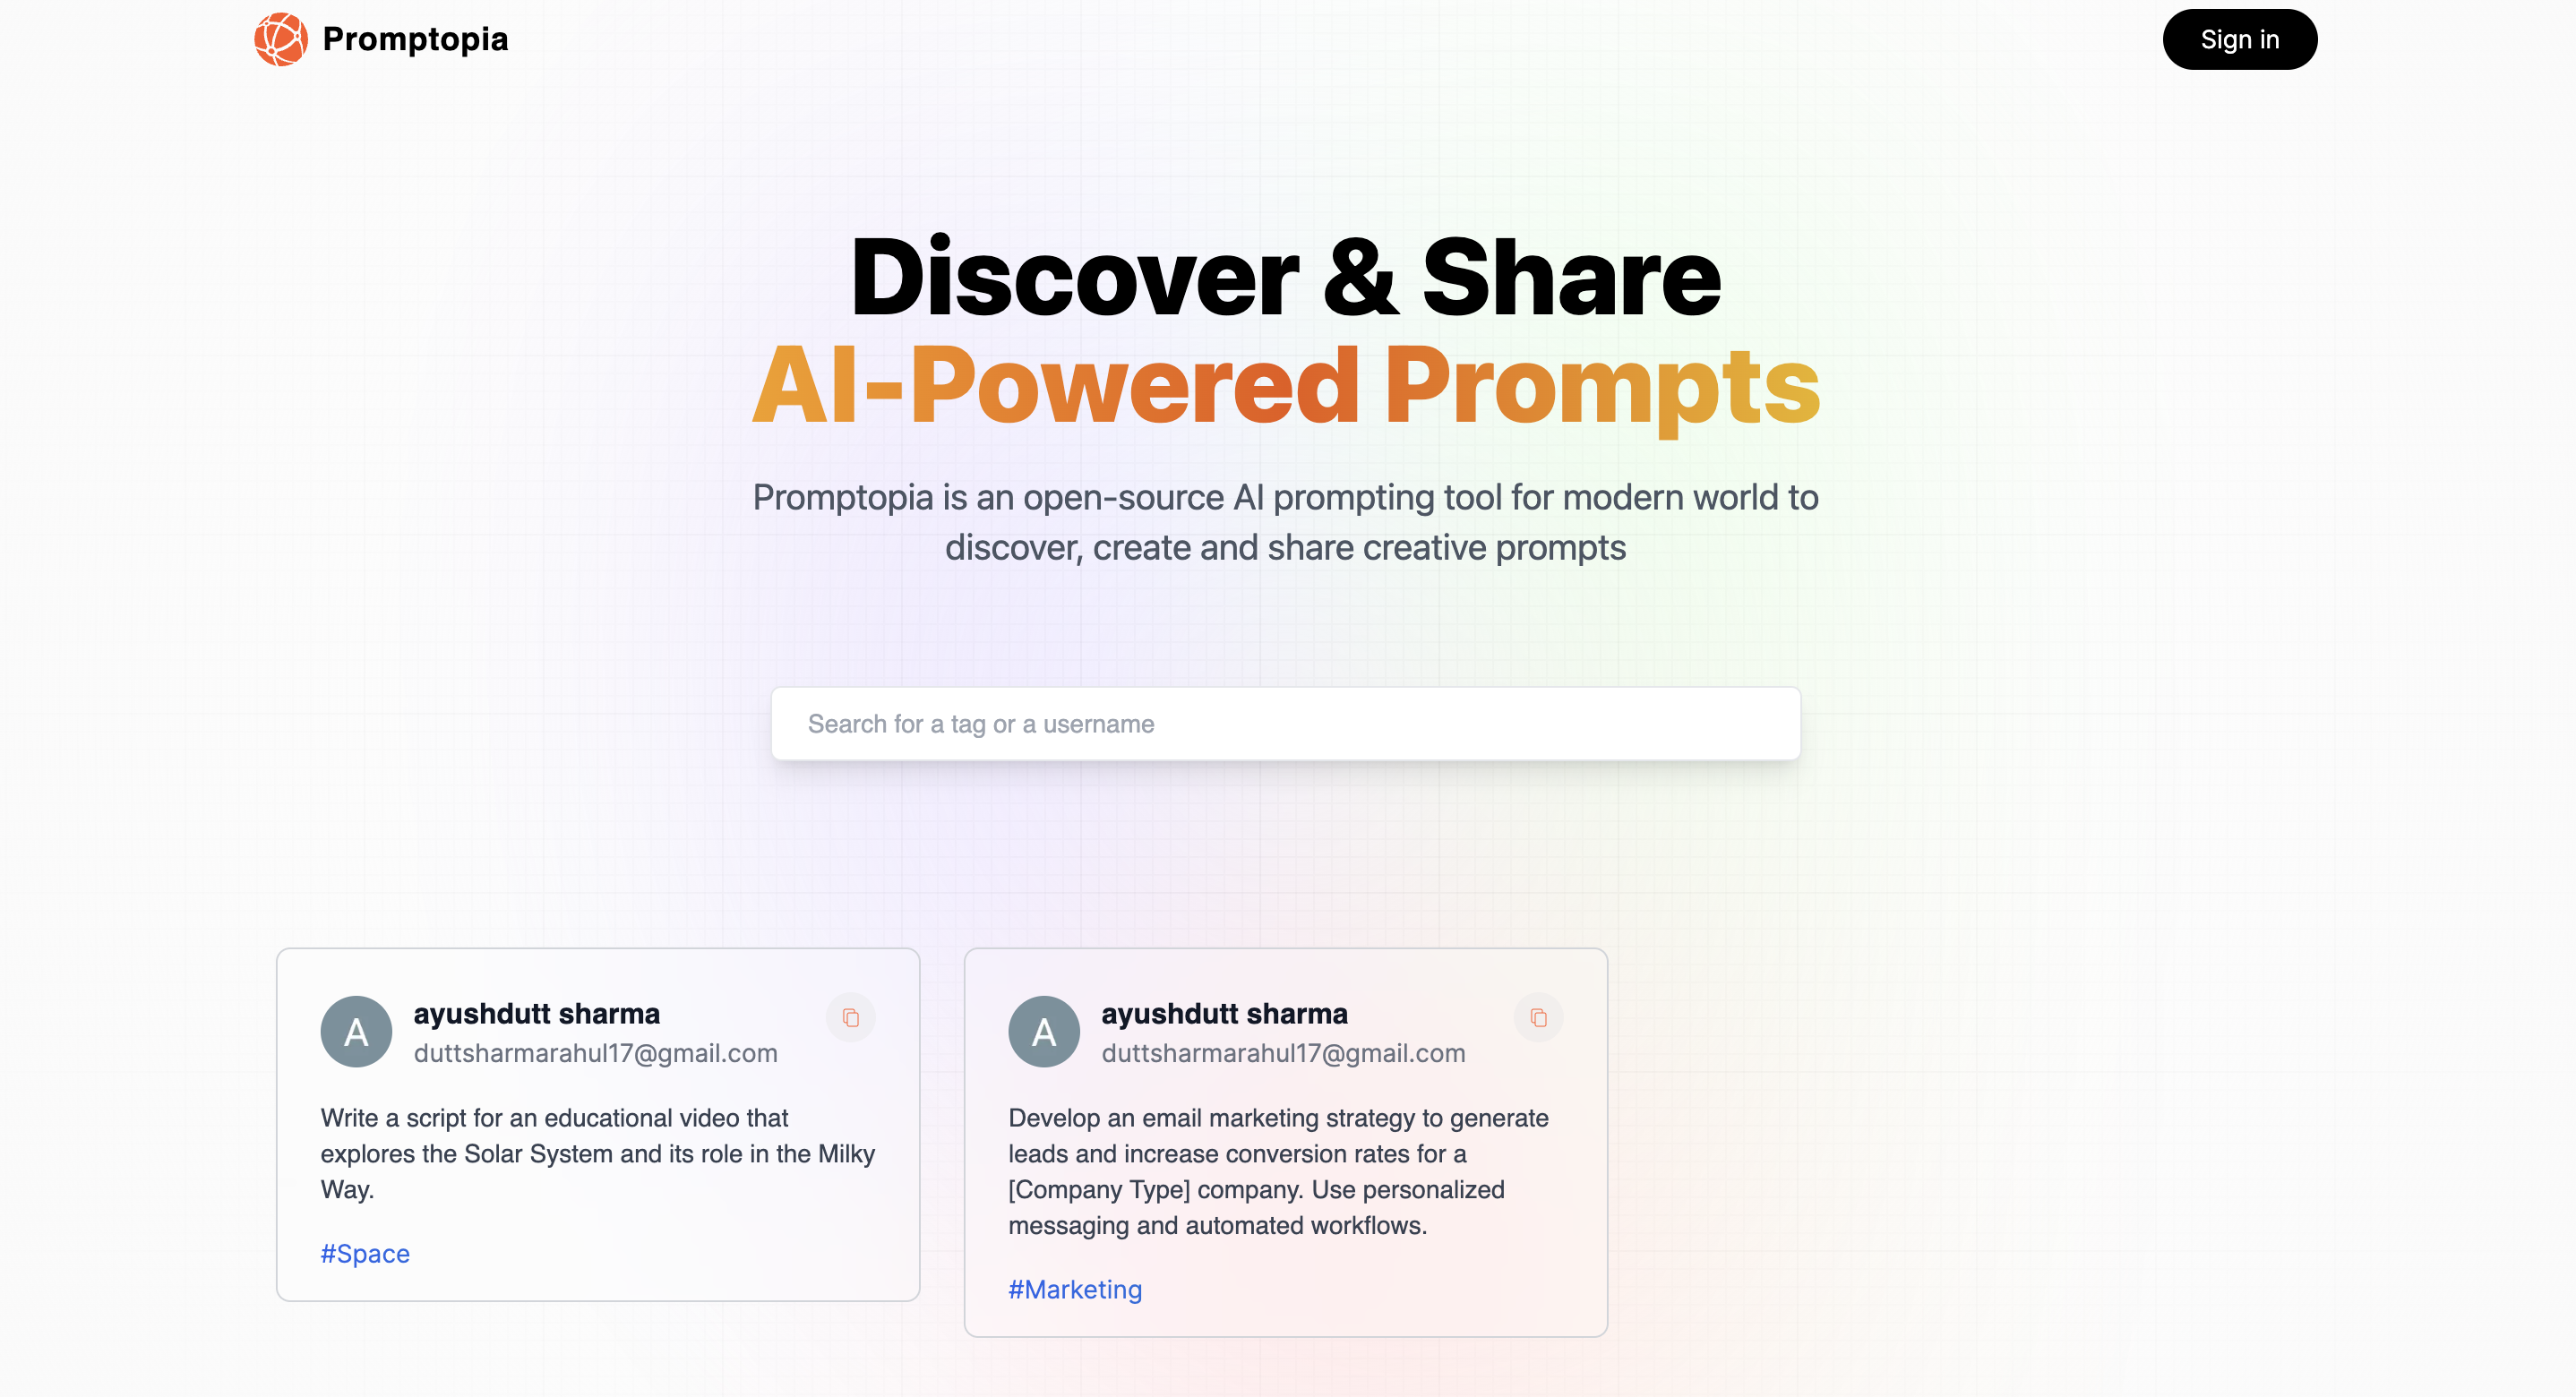 Promptopia
Sign in
Discover & Share
AI-Powered Prompts
Promptopia is an open-source AI prompting tool for modern world to
discover, create and share creative prompts
Search for a tag or a username
A
ayushdutt sharma
duttsharmarahul17@gmail.com
Write a script for an educational video that
explores the Solar System and its role in the Milky
Way.
#Space
A
ayushdutt sharma
duttsharmarahul17@gmail.com
Develop an email marketing strategy to generate
leads and increase conversion rates for a
[Company Type] company. Use personalized
messaging and automated workflows.
#Marketing